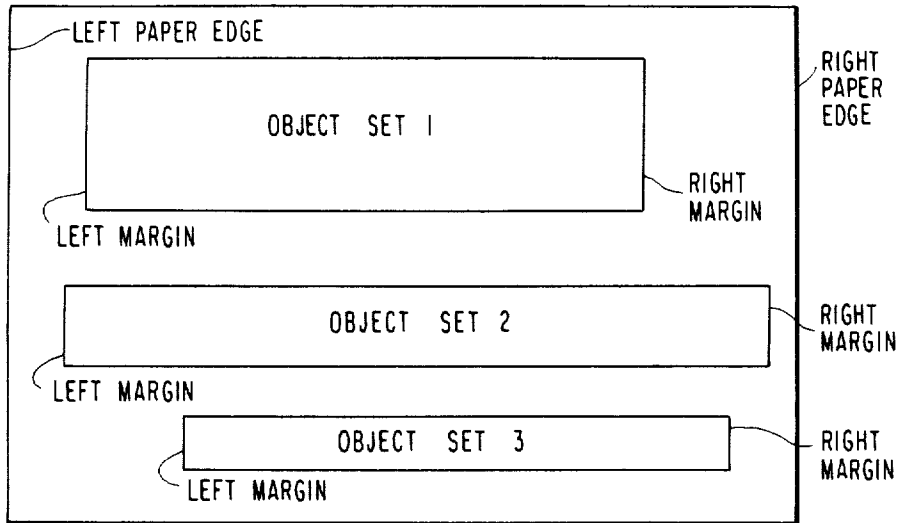 LEFT PAPER EDGE
RIGHT
PAPER
EDGE
OBJECT SET 1
RIGHT
MARGIN
LEFT MARGIN
OBJECT SET 2
RIGHT
MARGIN
LEFT MARGIN
OBJECT SET 3
RIGHT
MARGIN
LEFT MARGIN